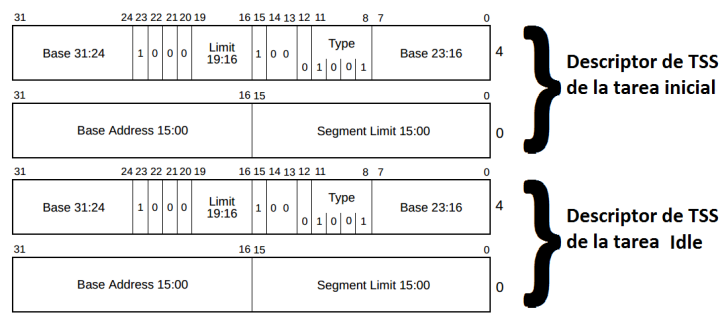 31 24 23 22 21 20 19 16 15 14 13 12 11 8 7 0
Base 31:24 1 0 0 0 Limit 19:16 1 0 0 0 Type 1 0 0 1 Base 23:16 4
31 16 15 0
Base Address 15:00 Segment Limit 15:00 0
Descriptor de TSS
de la tarea inicial
31 24 23 22 21 20 19 16 15 14 13 12 11 8 7 0
Base 31:24 1 0 0 0 Limit 19:16 1 0 0 0 Type 1 0 0 1 Base 23:16 4
31 16 15 0
Base Address 15:00 Segment Limit 15:00 0
Descriptor de TSS
de la tarea Idle